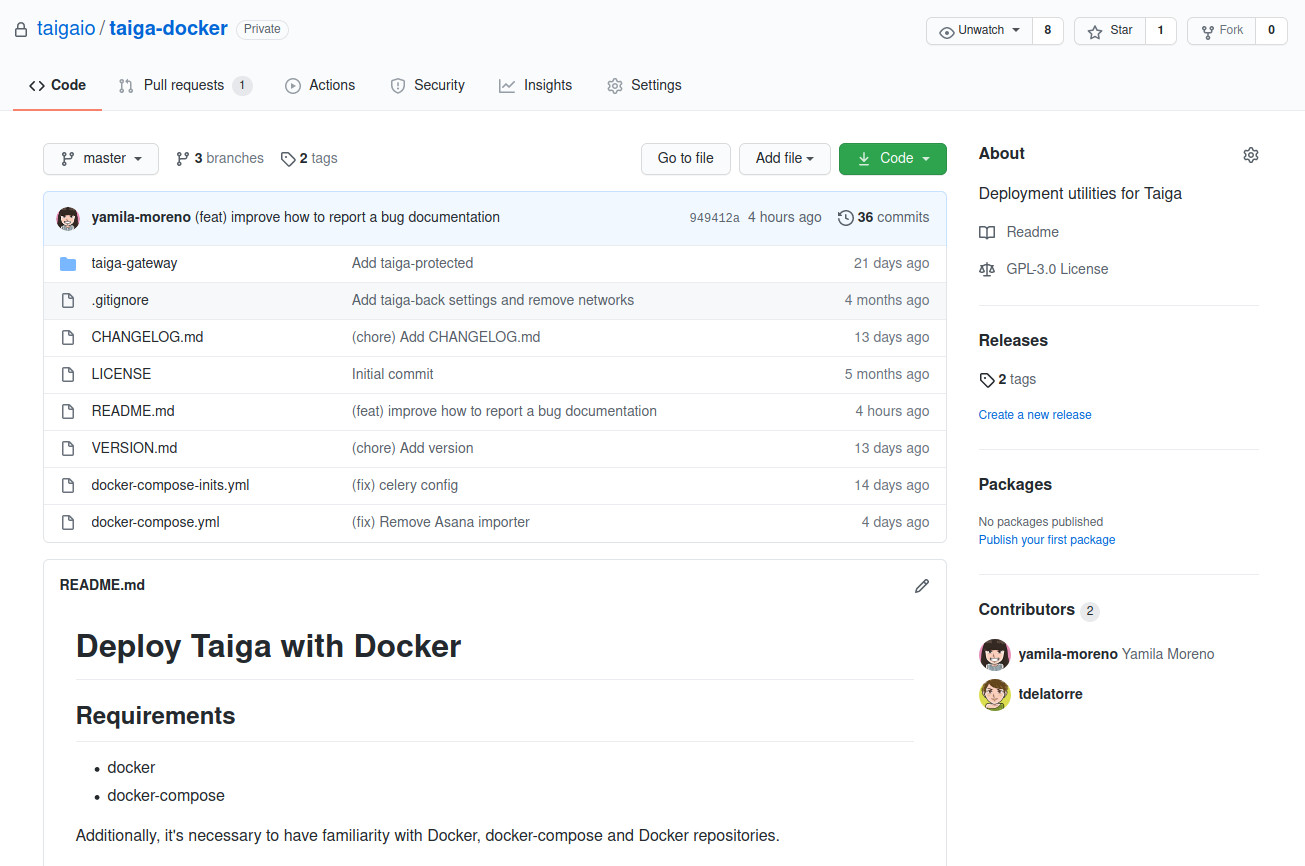 taigaio / taiga-docker Private Unwatch 8 Star 1 Fork 0
Code Pull requests 1 Actions Security Insights Settings
master 3 branches 2 tags Go to file Add file Code
yamila-moreno (feat) improve how to report a bug documentation 949412a 4 hours ago 36 commits
taiga-gateway Add taiga-protected 21 days ago
.gitignore Add taiga-back settings and remove networks 4 months ago
CHANGELOG.md (chore) Add CHANGELOG.md 13 days ago
LICENSE Initial commit 5 months ago
README.md (feat) improve how to report a bug documentation 4 hours ago
VERSION.md (chore) Add version 13 days ago
docker-compose-inits.yml (fix) celery config 14 days ago
docker-compose.yml (fix) Remove Asana importer 4 days ago
README.md
Deploy Taiga with Docker
Requirements
• docker
• docker-compose
Additionally, it's necessary to have familiarity with Docker, docker-compose and Docker repositories.
About
Deployment utilities for Taiga
Readme
GPL-3.0 License
Releases
2 tags
Create a new release
Packages
No packages published
Publish your first package
Contributors 2
yamila-moreno Yamila Moreno
tdelatorre